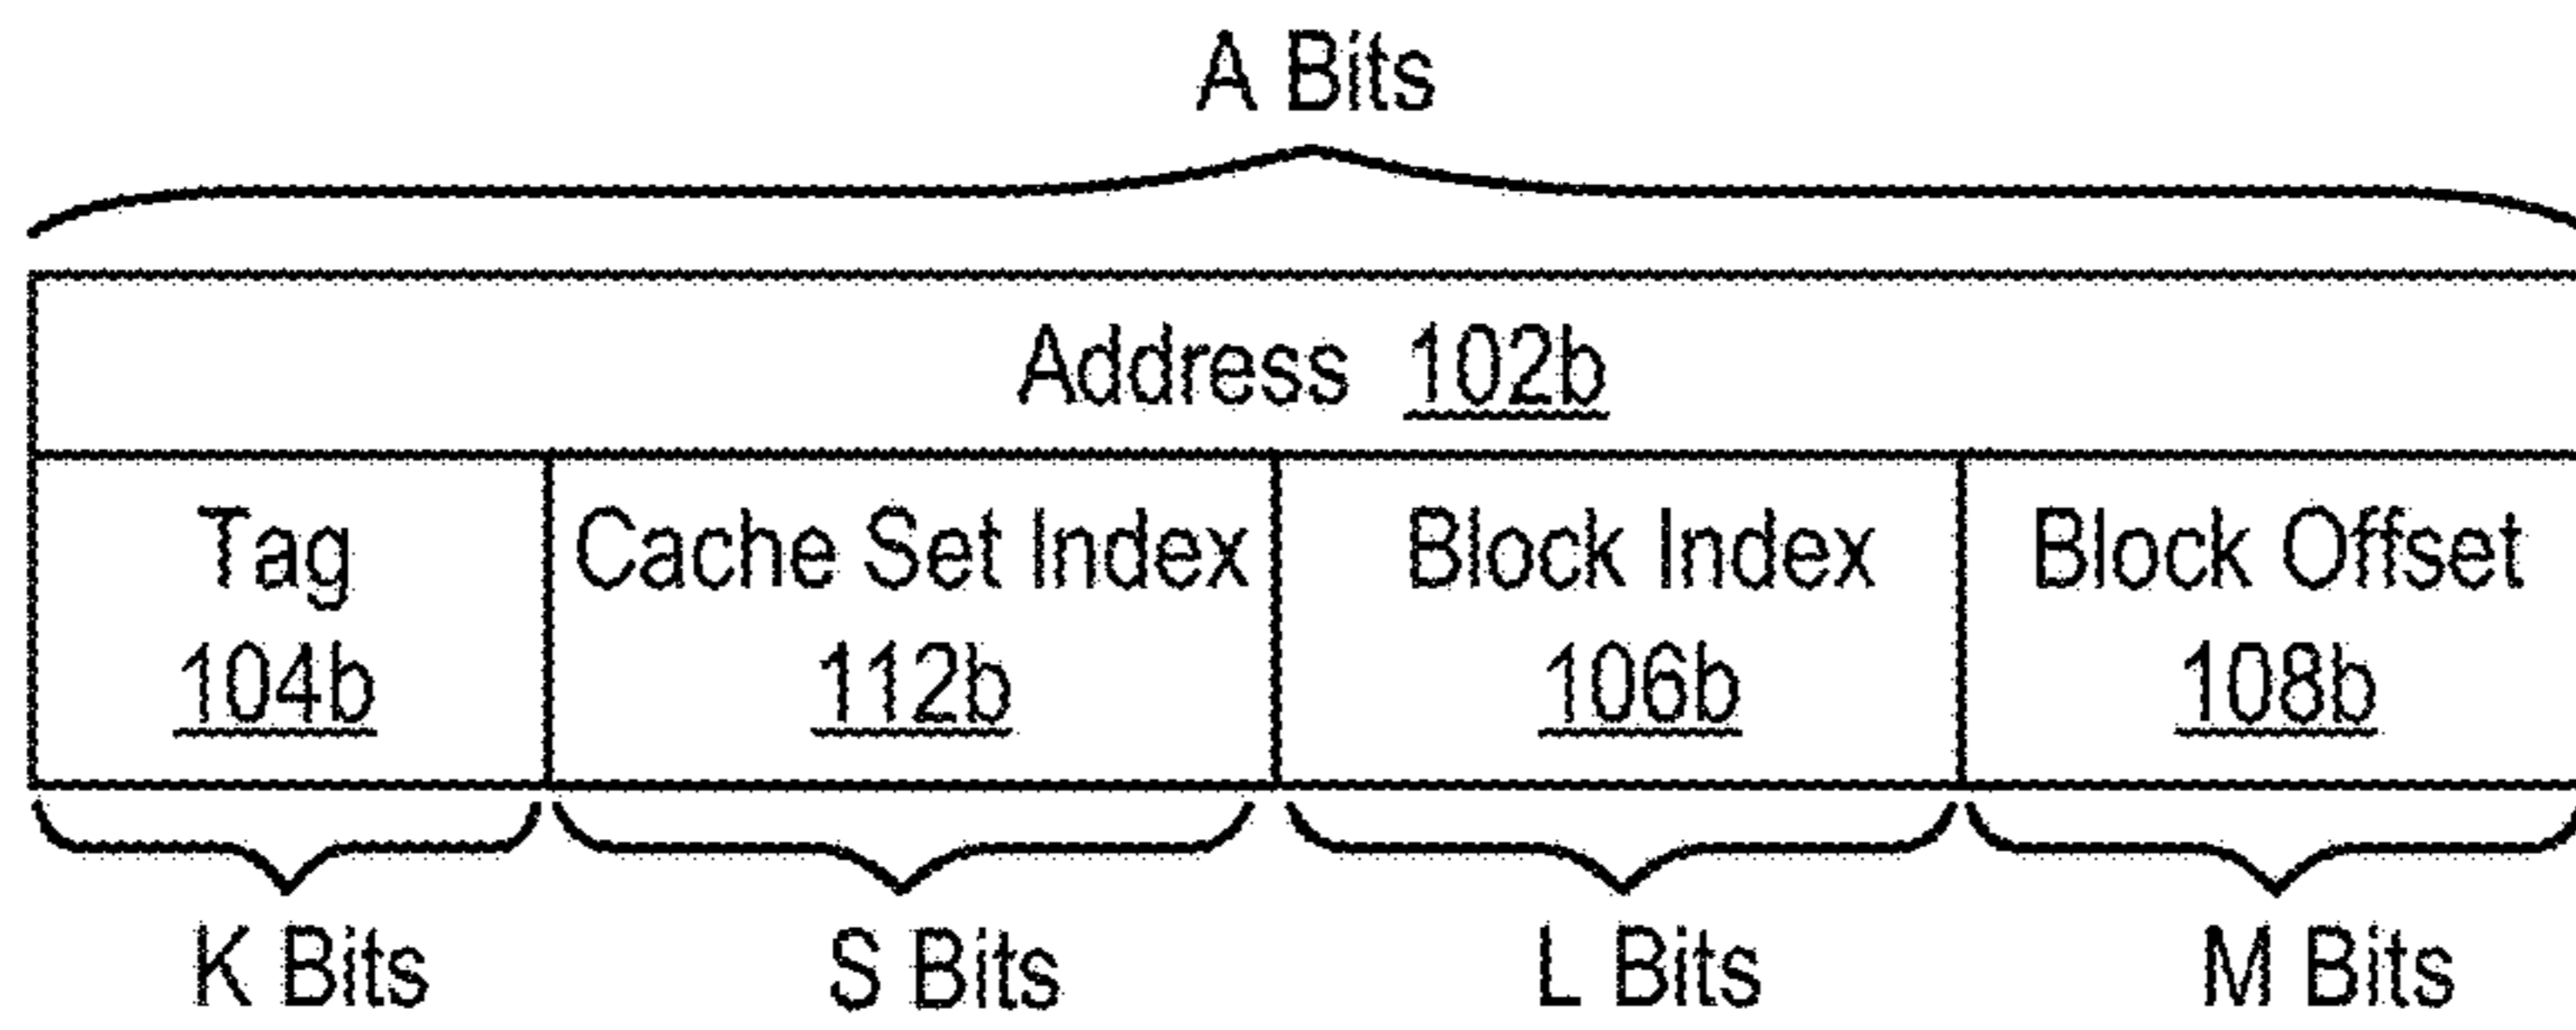 A Bits
Address 102b
Tag Cache Set Index Block Index Block Offset
104b 112b 106b 108b
K Bits S Bits L Bits M Bits